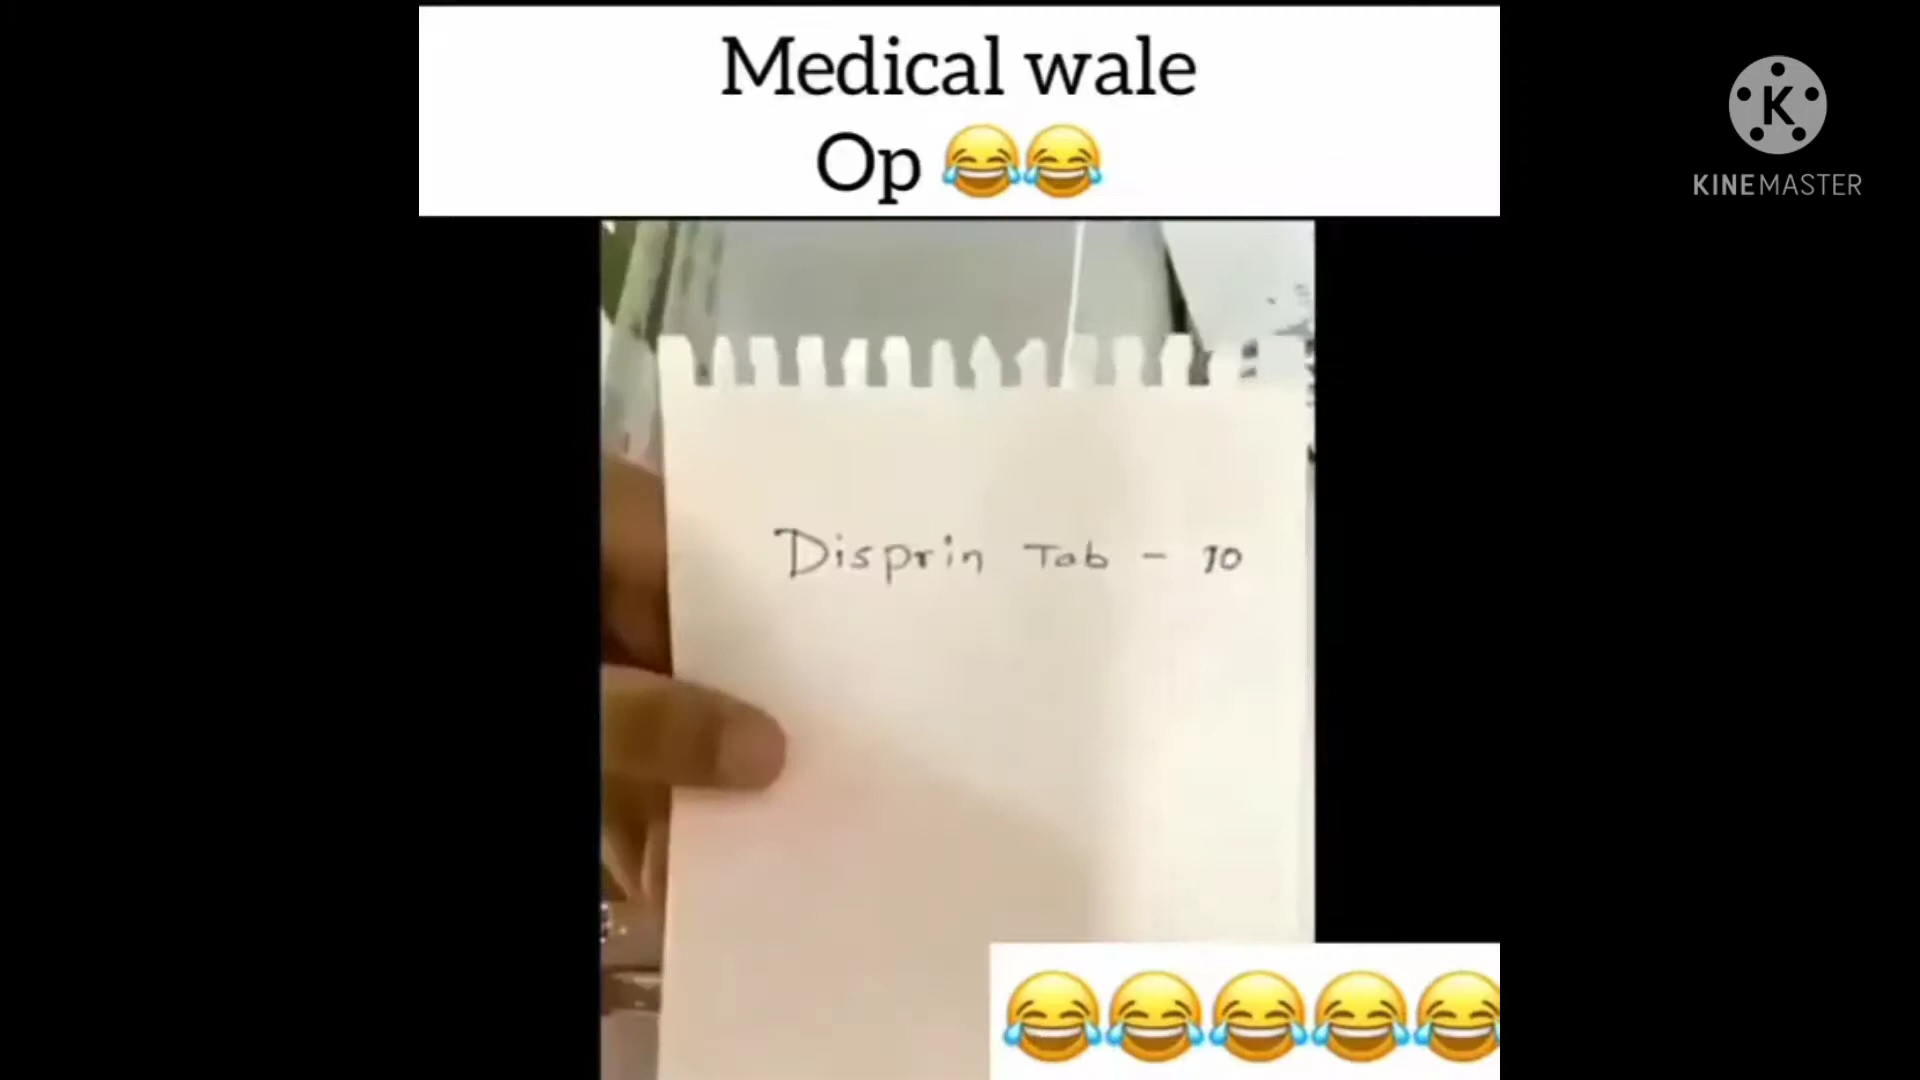 Medical wale
Op 😂😂
KINEMASTER
Disprin Tab - 10
😂😂😂😂😂